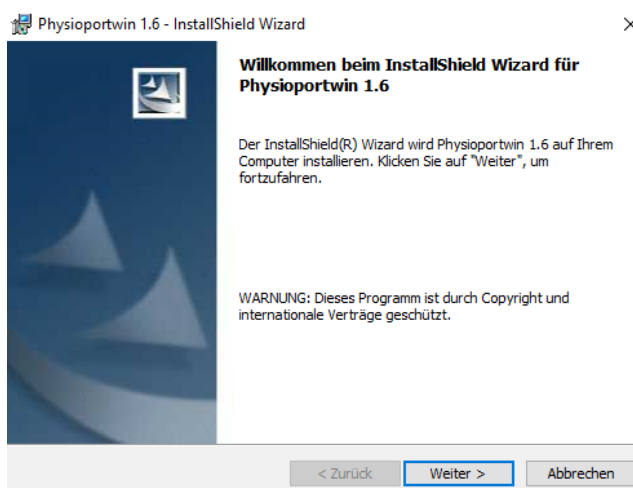 Physioportwin 1.6 - InstallShield Wizard
Willkommen beim InstallShield Wizard für
Physioportwin 1.6
Der InstallShield(R) Wizard wird Physioportwin 1.6 auf Ihrem
Computer installieren. Klicken Sie auf "Weiter", um
fortzufahren.
WARNUNG: Dieses Programm ist durch Copyright und
internationale Verträge geschützt.
< Zurück Weiter > Abbrechen